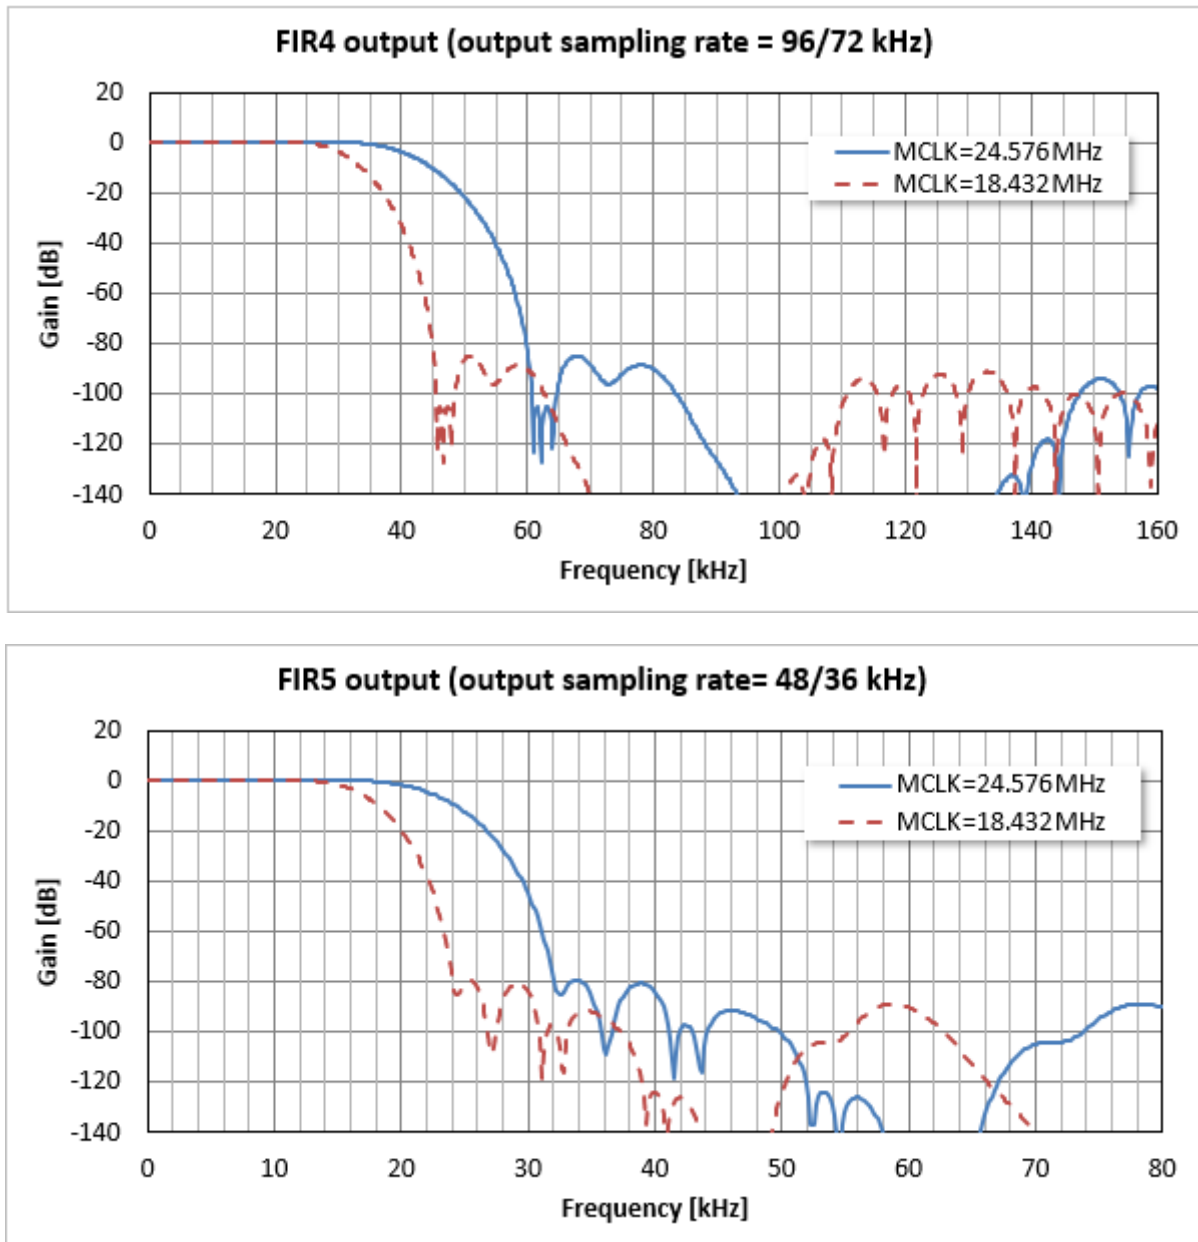 FIR4 output (output sampling rate = 96/72 kHz)
20
0
-20
-40
-60
-80
-100
-120
-140
Gain [dB]
MCLK=24.576MHz
MCLK=18.432MHz
0 20 40 60 80 100 120 140 160
Frequency [kHz]
FIR5 output (output sampling rate= 48/36 kHz)
20
0
-20
-40
-60
-80
-100
-120
-140
Gain [dB]
MCLK=24.576MHz
MCLK=18.432MHz
0 10 20 30 40 50 60 70 80
Frequency [kHz]